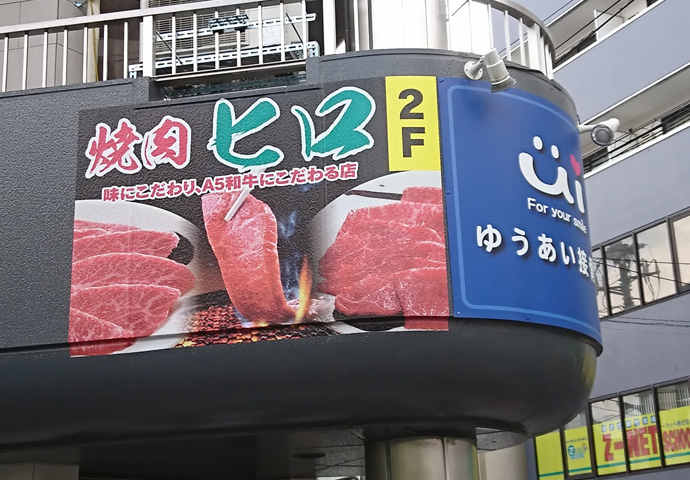 焼肉 ヒロ
2F
味にこだわり、A5和牛にこだわる店
For your smile
ゆうあい接
Z-NET SCHOOL